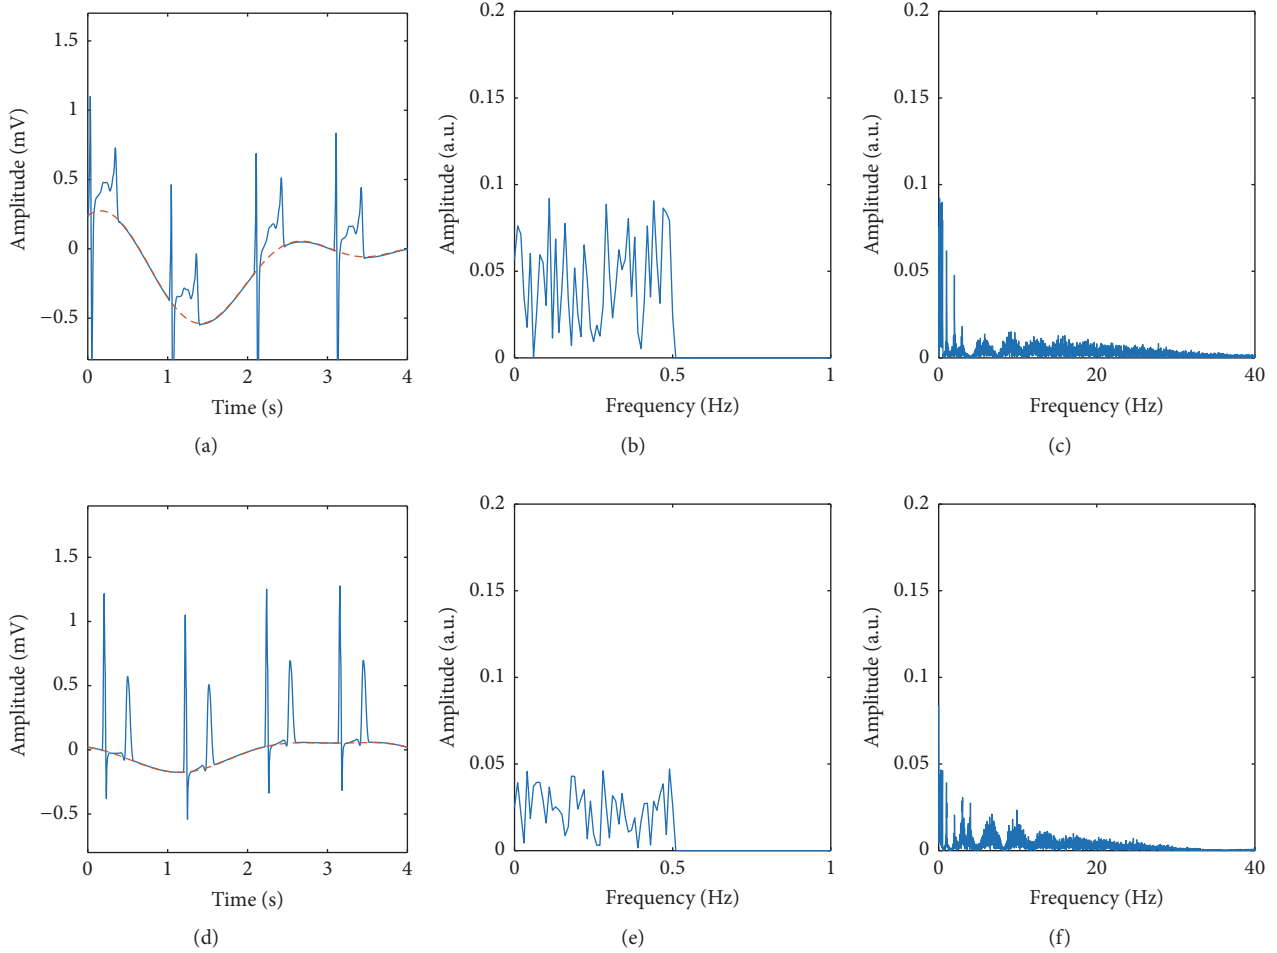 1.5
1
0.5
0
−0.5
Amplitude (mV)
0 1 2 3 4
Time (s)
(a)
0.2
0.15
0.1
0.05
0
Amplitude (a.u.)
0 0.5 1
Frequency (Hz)
(b)
0.2
0.15
0.1
0.05
0
Amplitude (a.u.)
0 20 40
Frequency (Hz)
(c)
1.5
1
0.5
0
−0.5
Amplitude (mV)
0 1 2 3 4
Time (s)
(d)
0.2
0.15
0.1
0.05
0
Amplitude (a.u.)
0 0.5 1
Frequency (Hz)
(e)
0.2
0.15
0.1
0.05
0
Amplitude (a.u.)
0 20 40
Frequency (Hz)
(f)